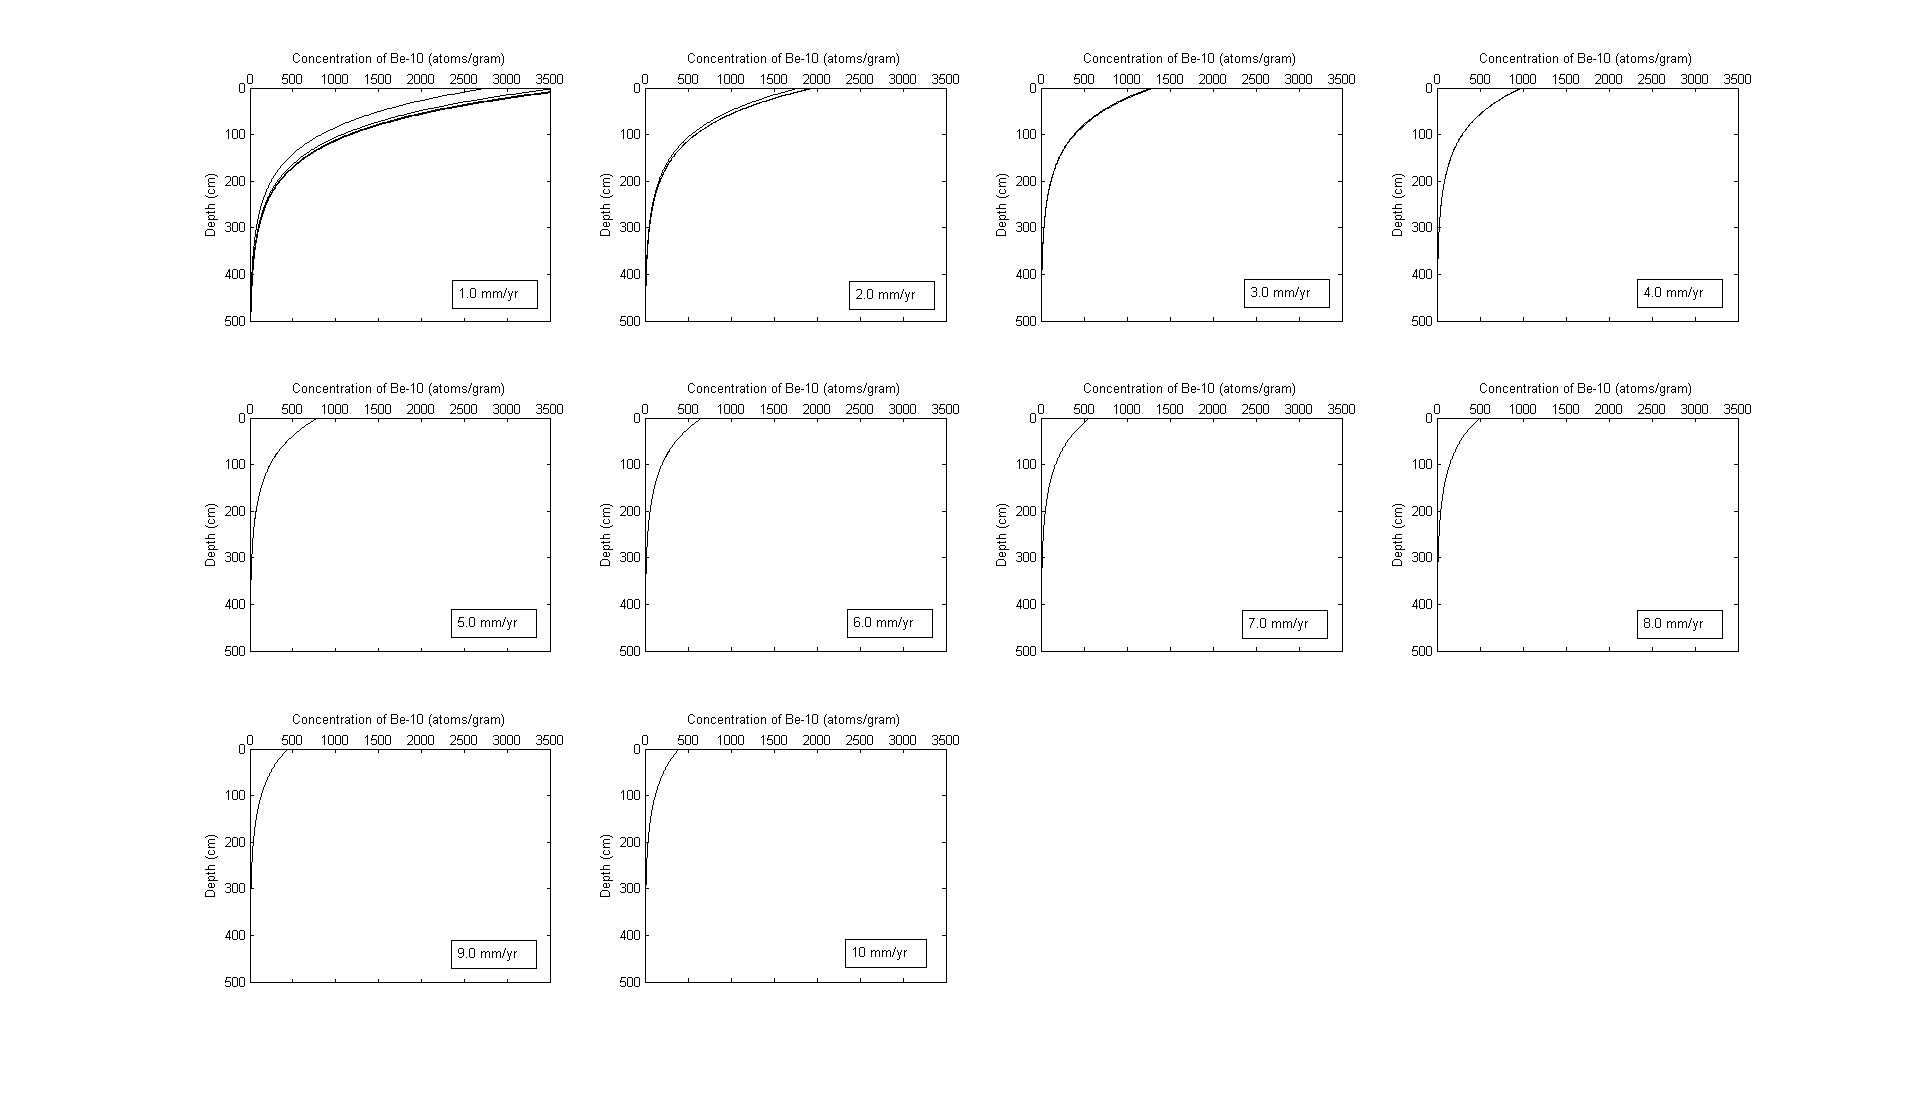 Concentration of Be-10 (atoms/gram) Concentration of Be-10 (atoms/gram) Concentration of Be-10 (atoms/gram) Concentration of Be-10 (atoms/gram)
0 500 1000 1500 2000 2500 3000 3500 0 500 1000 1500 2000 2500 3000 3500 0 500 1000 1500 2000 2500 3000 3500 0 500 1000 1500 2000 2500 3000 3500
0 0 0 0
100 100 100 100
200 200 200 200
Depth (cm) Depth (cm) Depth (cm) Depth (cm)
300 300 300 300
400 400 400 400
1.0 mm/yr 2.0 mm/yr 3.0 mm/yr 4.0 mm/yr
500 500 500 500
Concentration of Be-10 (atoms/gram) Concentration of Be-10 (atoms/gram) Concentration of Be-10 (atoms/gram) Concentration of Be-10 (atoms/gram)
0 500 1000 1500 2000 2500 3000 3500 0 500 1000 1500 2000 2500 3000 3500 0 500 1000 1500 2000 2500 3000 3500 0 500 1000 1500 2000 2500 3000 3500
0 0 0 0
100 100 100 100
200 200 200 200
Depth (cm) Depth (cm) Depth (cm) Depth (cm)
300 300 300 300
400 400 400 400
5.0 mm/yr 6.0 mm/yr 7.0 mm/yr 8.0 mm/yr
500 500 500 500
Concentration of Be-10 (atoms/gram) Concentration of Be-10 (atoms/gram)
0 500 1000 1500 2000 2500 3000 3500 0 500 1000 1500 2000 2500 3000 3500
0 0
100 100
200 200
Depth (cm) Depth (cm)
300 300
400 400
9.0 mm/yr 10 mm/yr
500 500